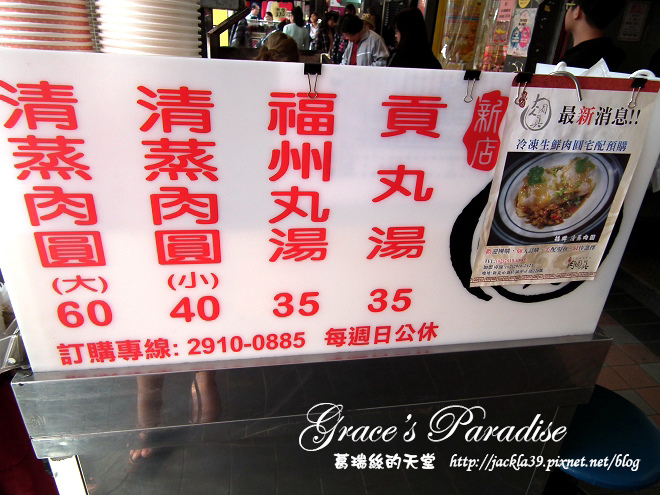 清蒸肉圓
(大)
60
清蒸肉圓
(小)
40
福州丸湯
35
貢丸湯
35
新店
訂購專線: 2910-0885 每週日公休
最新消息!!
冷凍生鮮肉圓宅配預購
Grace's Paradise
葛瑞絲的天堂 http://jackla39.pixnet.net/blog